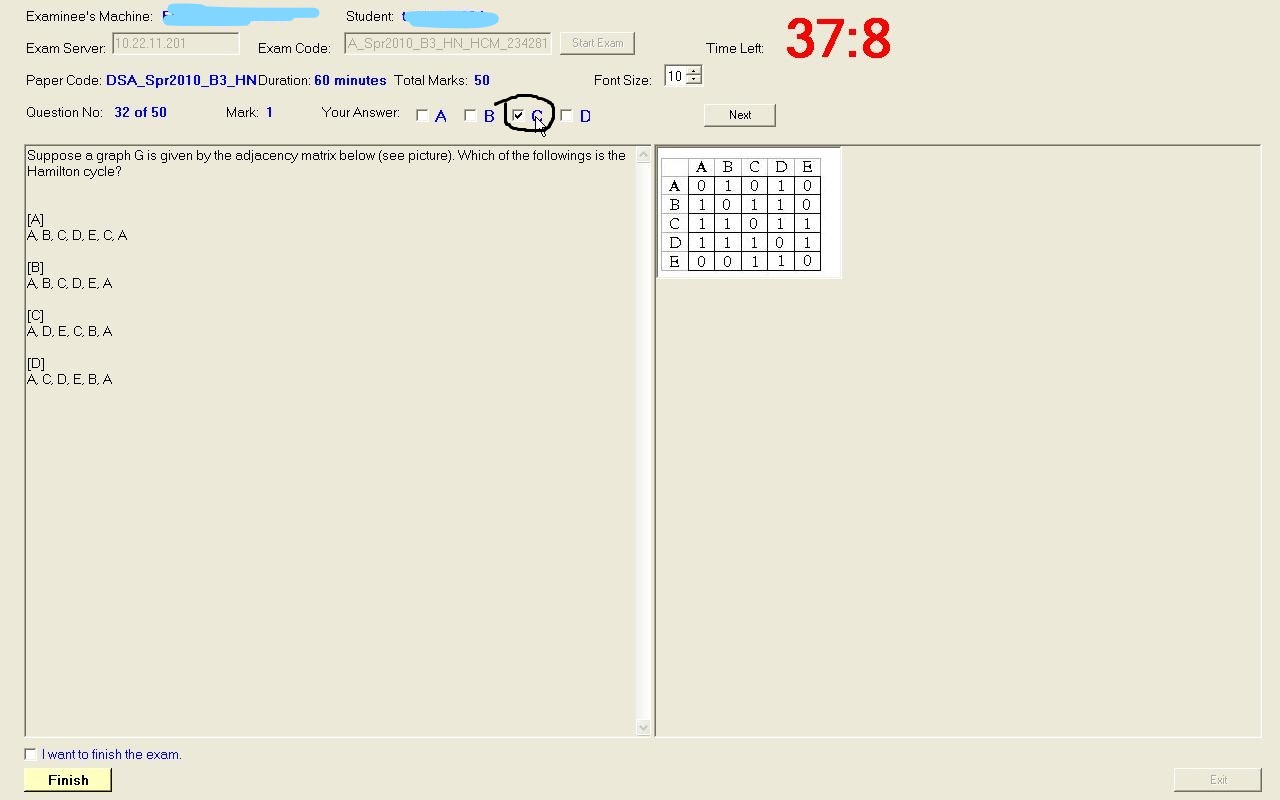 Examinee's Machine: Student:
Exam Server: 10.22.11.201 Exam Code: A_Spr2010_B3_HN_HCM_234281 Start Exam Time Left: 37:8
Paper Code: DSA_Spr2010_B3_HN Duration: 60 minutes Total Marks: 50 Font Size: 10
Question No: 32 of 50 Mark: 1 Your Answer: A B C D Next
Suppose a graph G is given by the adjacency matrix below (see picture). Which of the followings is the
Hamilton cycle?
[A]
A, B, C, D, E, C, A
[B]
A, B, C, D, E, A
[C]
A, D, E, C, B, A
[D]
A, C, D, E, B, A
A B C D E
A 0 1 0 1 0
B 1 0 1 1 0
C 1 1 0 1 1
D 1 1 1 0 1
E 0 0 1 1 0
I want to finish the exam.
Finish Exit